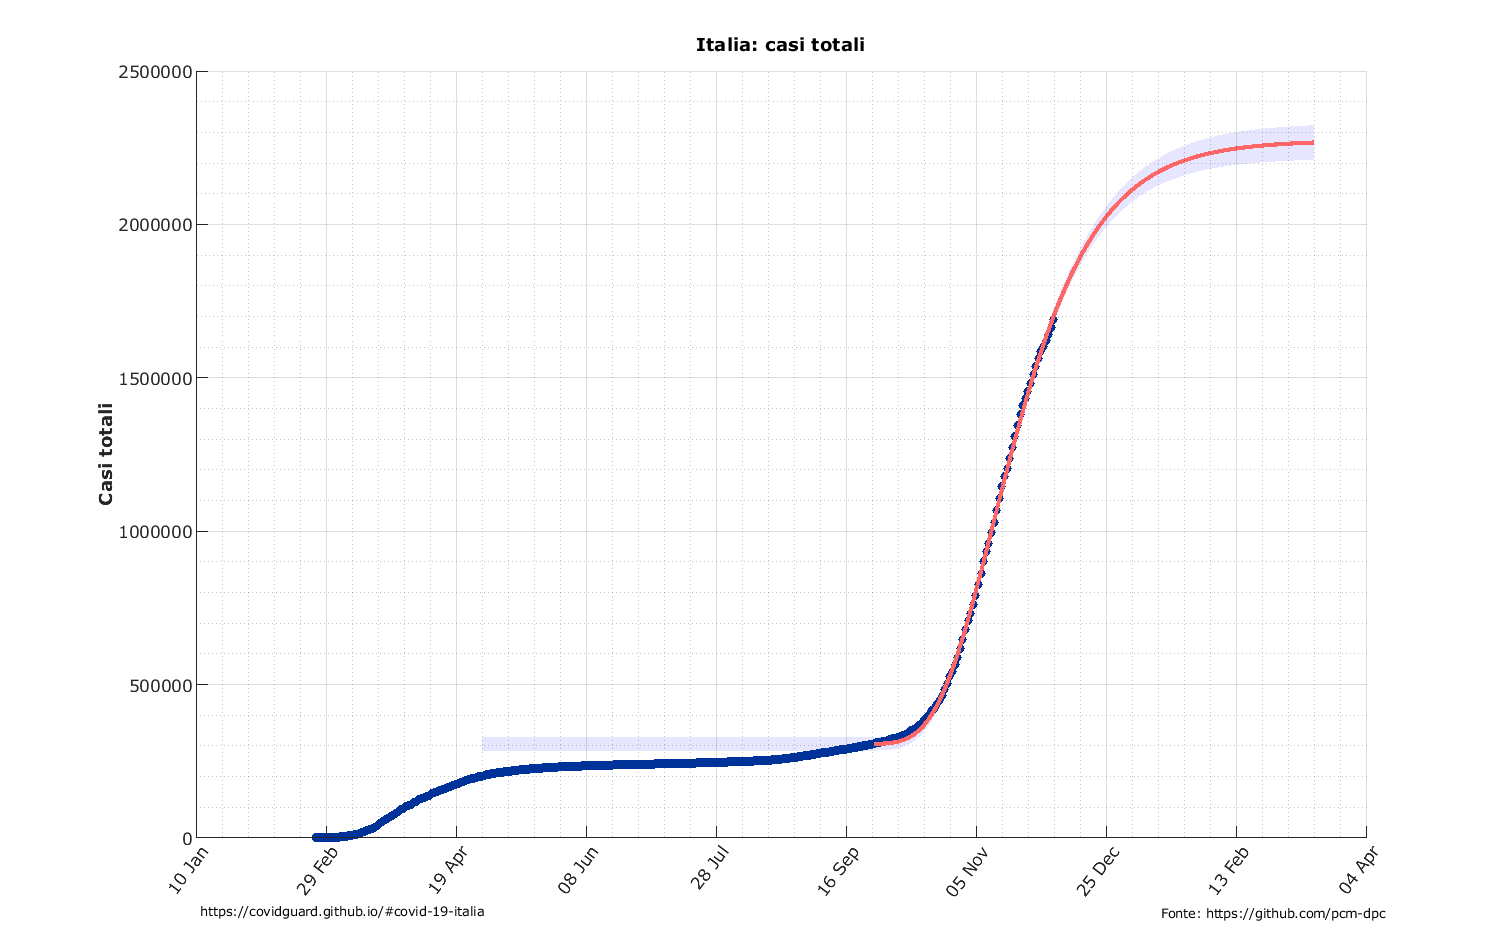 Italia: casi totali
2500000
2000000
1500000
1000000
500000
0
Casi totali
10 Jan
29 Feb
19 Apr
08 Jun
28 Jul
16 Sep
05 Nov
25 Dec
13 Feb
04 Apr
https://covidguard.github.io/#covid-19-italia
Fonte: https://github.com/pcm-dpc